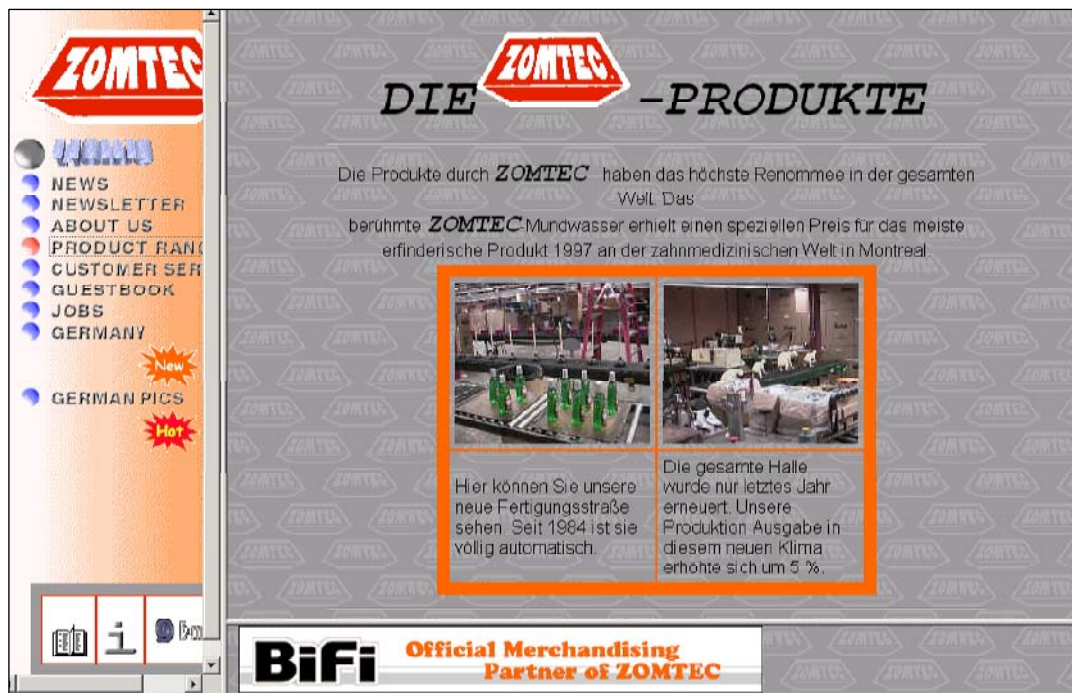 ZOMTEC
NEWS
NEWSLETTER
ABOUT US
PRODUCT RANG
CUSTOMER SER
GUESTBOOK
JOBS
GERMANY
New
GERMAN PICS
Hot
DIE ZOMTEC -PRODUKTE
Die Produkte durch ZOMTEC haben das höchste Renommee in der gesamten
Welt. Das
berühmte ZOMTEC-Mundwasser erhielt einen speziellen Preis für das meiste
erfinderische Produkt 1997 an der zahnmedizinischen Welt in Montreal.
Hier können Sie unsere
neue Fertigungsstraße
sehen. Seit 1984 ist sie
völlig automatisch.
Die gesamte Halle
wurde nur letztes Jahr
erneuert. Unsere
Produktion Ausgabe in
diesem neuen Klima
erhöhte sich um 5 %.
i
BiFi
Official Merchandising
Partner of ZOMTEC